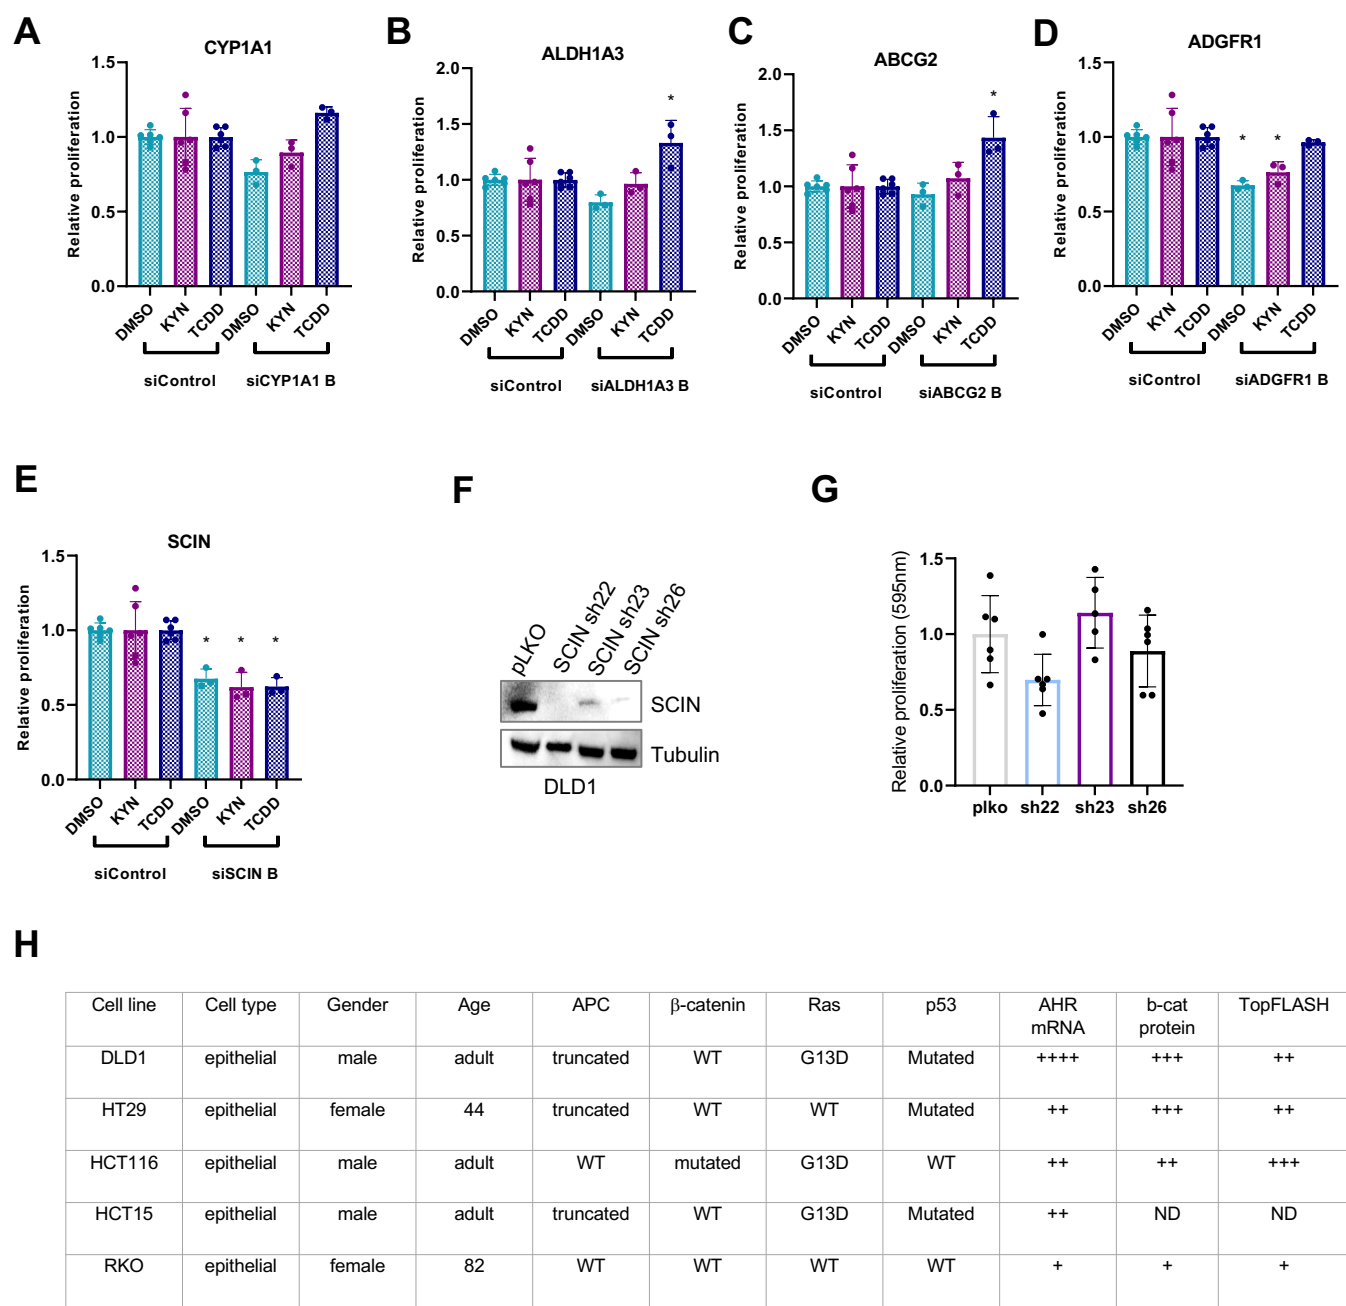 A
CYP1A1
Relative proliferation
1.5
1.0
0.5
0.0
DMSO
KYN
TCDD
DMSO
KYN
TCDD
siControl
siCYP1A1 B
B
ALDH1A3
Relative proliferation
2.0
1.5
1.0
0.5
0.0
*
DMSO
KYN
TCDD
DMSO
KYN
TCDD
siControl
siALDH1A3 B
C
ABCG2
Relative proliferation
2.0
1.5
1.0
0.5
0.0
*
DMSO
KYN
TCDD
DMSO
KYN
TCDD
siControl
siABCG2 B
D
ADGFR1
Relative proliferation
1.5
1.0
0.5
0.0
* *
DMSO
KYN
TCDD
DMSO
KYN
TCDD
siControl
siADGFR1 B
E
SCIN
Relative proliferation
1.5
1.0
0.5
0.0
* * *
DMSO
KYN
TCDD
DMSO
KYN
TCDD
siControl
siSCIN B
F
pLKO
SCIN sh22
SCIN sh23
SCIN sh26
SCIN
Tubulin
DLD1
G
Relative proliferation (595nm)
1.5
1.0
0.5
0.0
plko sh22 sh23 sh26
H
Cell line Cell type Gender Age APC β-catenin Ras p53 AHR mRNA b-cat protein TopFLASH
DLD1 epithelial male adult truncated WT G13D Mutated ++++ +++ ++
HT29 epithelial female 44 truncated WT WT Mutated ++ +++ ++
HCT116 epithelial male adult WT mutated G13D WT ++ ++ +++
HCT15 epithelial male adult truncated WT G13D Mutated ++ ND ND
RKO epithelial female 82 WT WT WT WT + + +